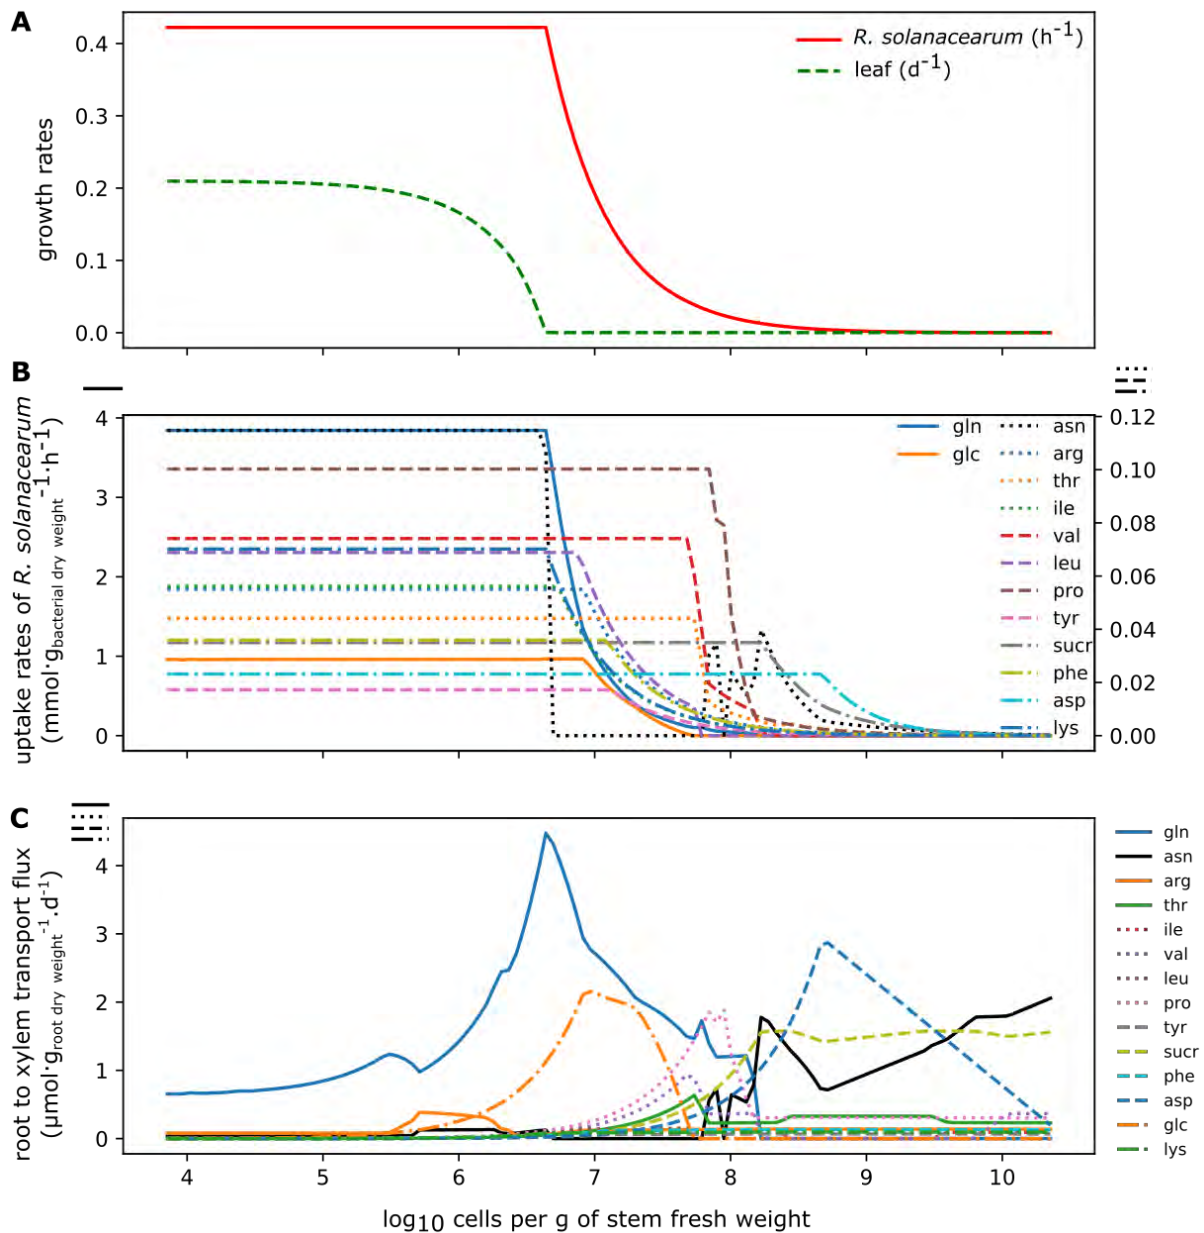 A
R. solanacearum (h-1)
leaf (d-1)
growth rates
0.4
0.3
0.2
0.1
0.0
B
uptake rates of R. solanacearum
(mmol·gbacterial dry weight-1·h-1)
4
3
2
1
0
gln
glc
asn
arg
thr
ile
val
leu
pro
tyr
sucr
phe
asp
lys
0.12
0.10
0.08
0.06
0.04
0.02
0.00
C
root to xylem transport flux
(µmol·groot dry weight-1.d-1)
4
3
2
1
0
4 5 6 7 8 9 10
log10 cells per g of stem fresh weight
gln
asn
arg
thr
ile
val
leu
pro
tyr
sucr
phe
asp
glc
lys